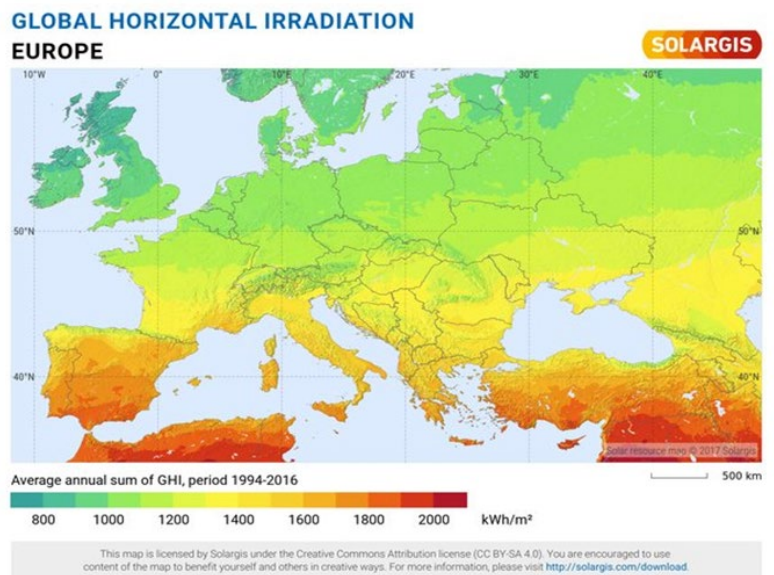 GLOBAL HORIZONTAL IRRADIATION
EUROPE
SOLARGIS
10°W 0° 10°E 20°E 30°E 40°E
50°N 50°N
40°N 40°N
Solar resource map © 2017 Solargis
Average annual sum of GHI, period 1994-2016
500 km
800 1000 1200 1400 1600 1800 2000 kWh/m²
This map is licensed by Solargis under the Creative Commons Attribution license (CC BY-SA 4.0). You are encouraged to use
content of the map to benefit yourself and others in creative ways. For more information, please visit http://solargis.com/download.